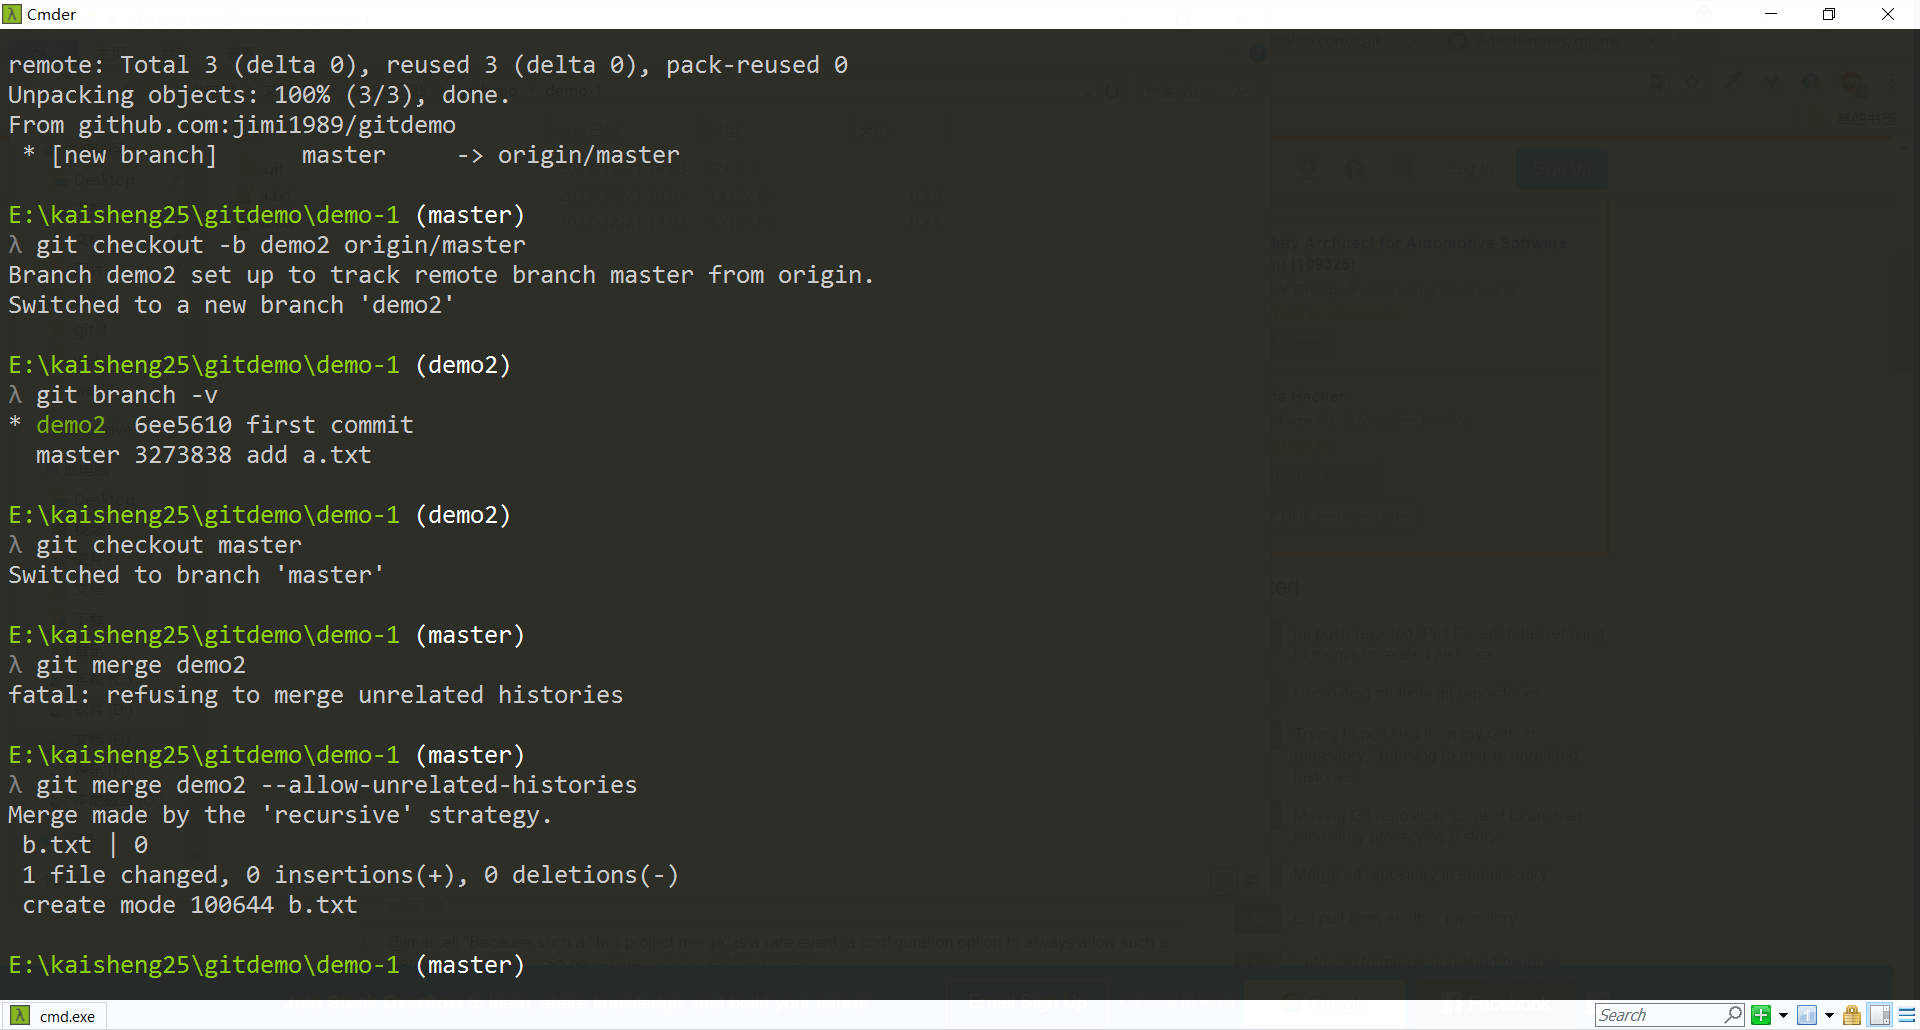 Cmder
remote: Total 3 (delta 0), reused 3 (delta 0), pack-reused 0
Unpacking objects: 100% (3/3), done.
From github.com:jimi1989/gitdemo
 * [new branch]      master     -> origin/master
E:\kaisheng25\gitdemo\demo-1 (master)
λ git checkout -b demo2 origin/master
Branch demo2 set up to track remote branch master from origin.
Switched to a new branch 'demo2'
E:\kaisheng25\gitdemo\demo-1 (demo2)
λ git branch -v
* demo2  6ee5610 first commit
  master 3273838 add a.txt
E:\kaisheng25\gitdemo\demo-1 (demo2)
λ git checkout master
Switched to branch 'master'
E:\kaisheng25\gitdemo\demo-1 (master)
λ git merge demo2
fatal: refusing to merge unrelated histories
E:\kaisheng25\gitdemo\demo-1 (master)
λ git merge demo2 --allow-unrelated-histories
Merge made by the 'recursive' strategy.
 b.txt | 0
 1 file changed, 0 insertions(+), 0 deletions(-)
 create mode 100644 b.txt
E:\kaisheng25\gitdemo\demo-1 (master)
cmd.exe
Search